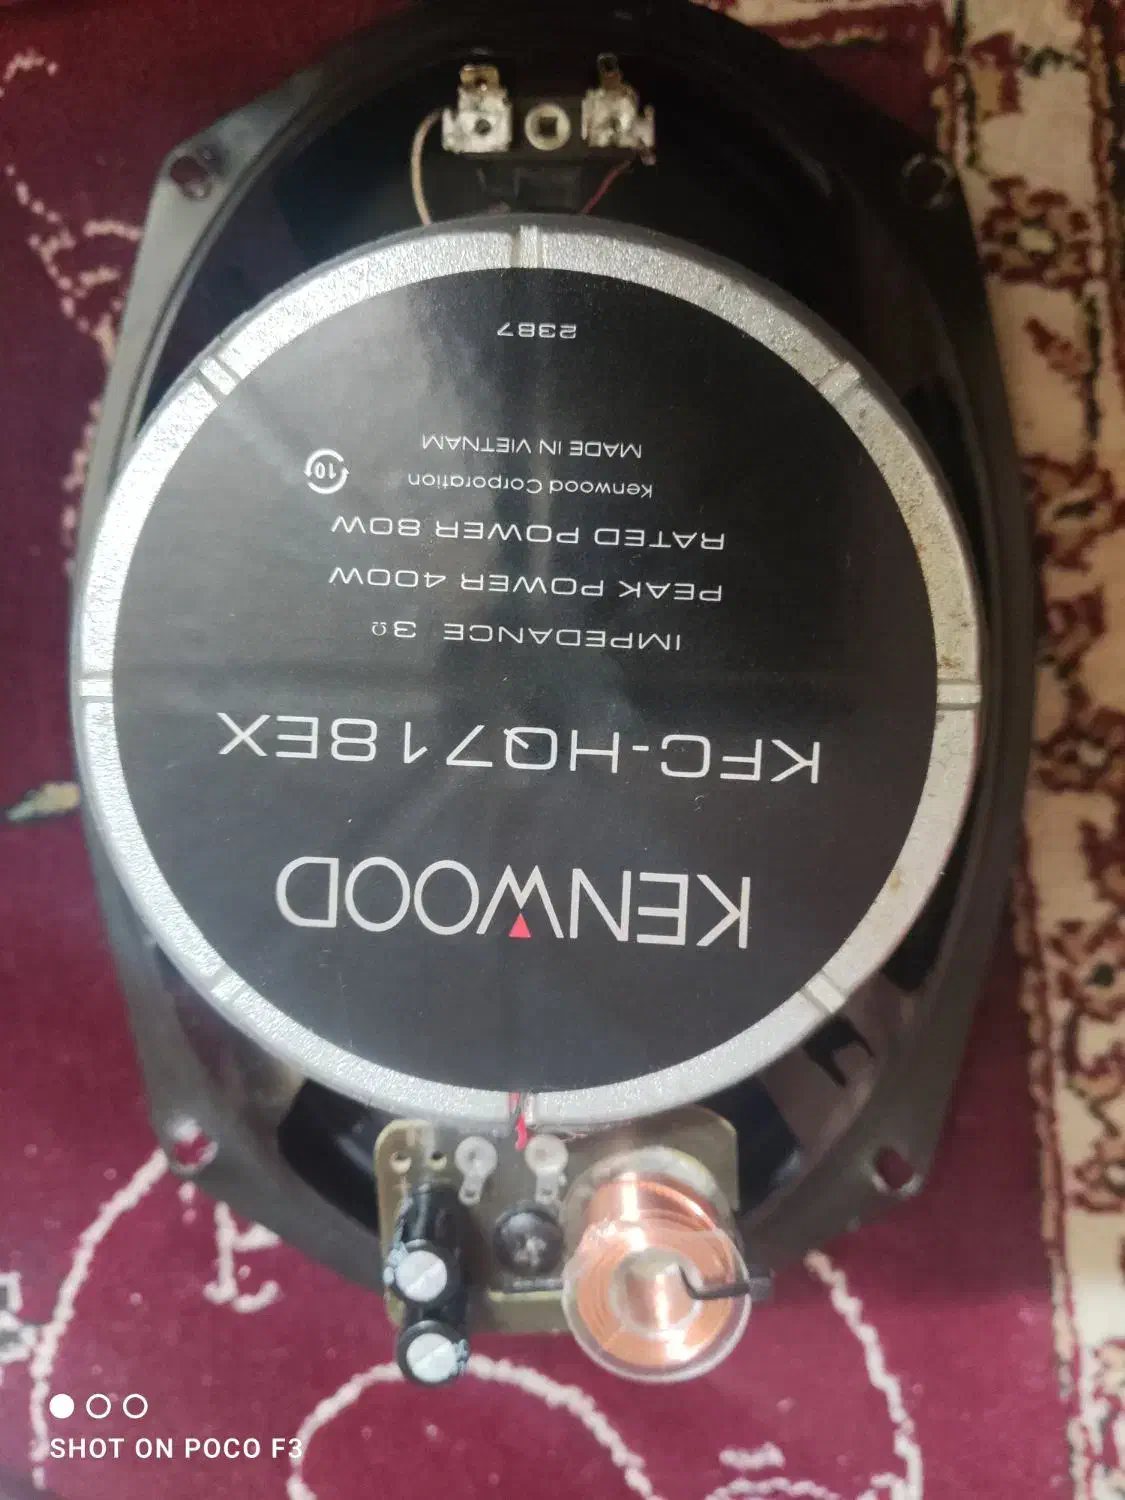 KENWOOD
KFC-HQ718EX
IMPEDANCE 3Ω
PEAK POWER 400W
RATED POWER 80W
Kenwood Corporation
10
MADE IN VIETNAM
2387
SHOT ON POCO F3